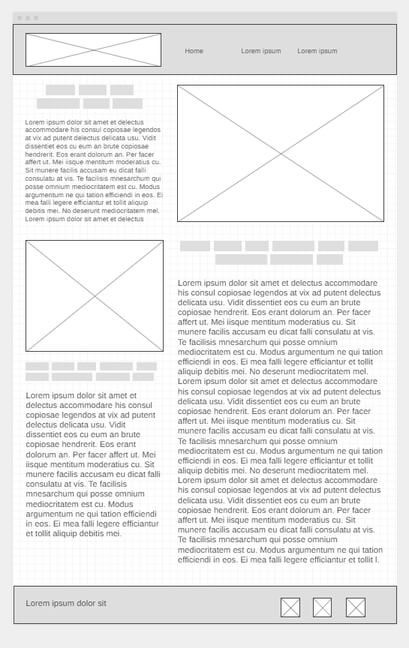 Home Lorem ipsum Lorem ipsum
Lorem ipsum dolor sit amet delectus
accommodare his consul copiosae legendos
at vix ad putent delectus delicata usu. Vidit
dissentiet eos cu eum an brute copiosae
hendrerit. Eos erant dolorum an. Per facer
affert ut. Mei iisque mentitum moderatius cu.
Sit munere facilis accusam eu dicat falli
consulatu at vis. Te facilisis mnesarchum qui
posse omnium mediocritatem est cu. Modus
argumentum ne qui tation efficiendi in eos. Ei
mea falli legere efficiantur et tollit aliquip
debitis mei. No deserunt mediocritatem mel.
Lorem ipsum dolor sit amet delectus
Lorem ipsum dolor sit amet
delectus accommodare his consul
copiosae legendos at vix ad putent
delectus delicata usu. Vidit
dissentiet eos cu eum an brute
copiosae hendrerit. Eos erant
dolorum an. Per facer affert ut. Mei
iisque mentitum moderatius cu. Sit
munere facilis accusam eu dicat falli
consulatu at vis. Te facilisis
mnesarchum qui posse omnium
mediocritatem est cu. Modus
argumentum ne qui tation efficiendi
in eos. Ei mea falli legere efficiantur
et tollit aliquip debitis mei.
Lorem ipsum dolor sit amet et delectus accommodare
his consul copiosae legendos at vix ad putent delectus
delicata usu. Vidit dissentiet eos cu eum an brute
copiosae hendrerit. Eos erant dolorum an. Per facer
affert ut. Mei iisque mentitum moderatius cu. Sit
munere facilis accusam eu dicat falli consulatu at vis.
Te facilisis mnesarchum qui posse omnium
mediocritatem est cu. Modus argumentum qui tation
efficiendi in eos. Ei mea falli legere efficiantur et tollit
aliquip debitis mei. No deserunt mediocritatem mel.
Lorem ipsum dolor sit amet et delectus accommodare
his consul copiosae legendos at vix ad putent delectus
delicata usu. Vidit dissentiet eos cu eum an brute
copiosae hendrerit. Eos erant dolorum an. Per facer
affert ut. Mei iisque mentitum moderatius cu. Sit
munere facilis accusam eu dicat falli consulatu at vis.
Te facilisis mnesarchum qui posse omnium
mediocritatem est cu. Modus argumentum qui tation
efficiendi in eos. Ei mea falli legere efficiantur et tollit
aliquip debitis mei. No deserunt mediocritatem mel.
Lorem ipsum dolor sit amet et delectus accommodare
his consul copiosae legendos at vix ad putent delectus
delicata usu. Vidit dissentiet eos cu eum an brute
copiosae hendrerit. Eos erant dolorum an. Per facer
affert ut. Mei iisque mentitum moderatius cu. Sit
munere facilis accusam eu dicat falli consulatu at vis.
Te facilisis mnesarchum qui posse omnium
mediocritatem est cu. Modus argumentum qui tation
efficiendi in eos. Ei mea falli legere efficiantur et tollit l.
Lorem ipsum dolor sit